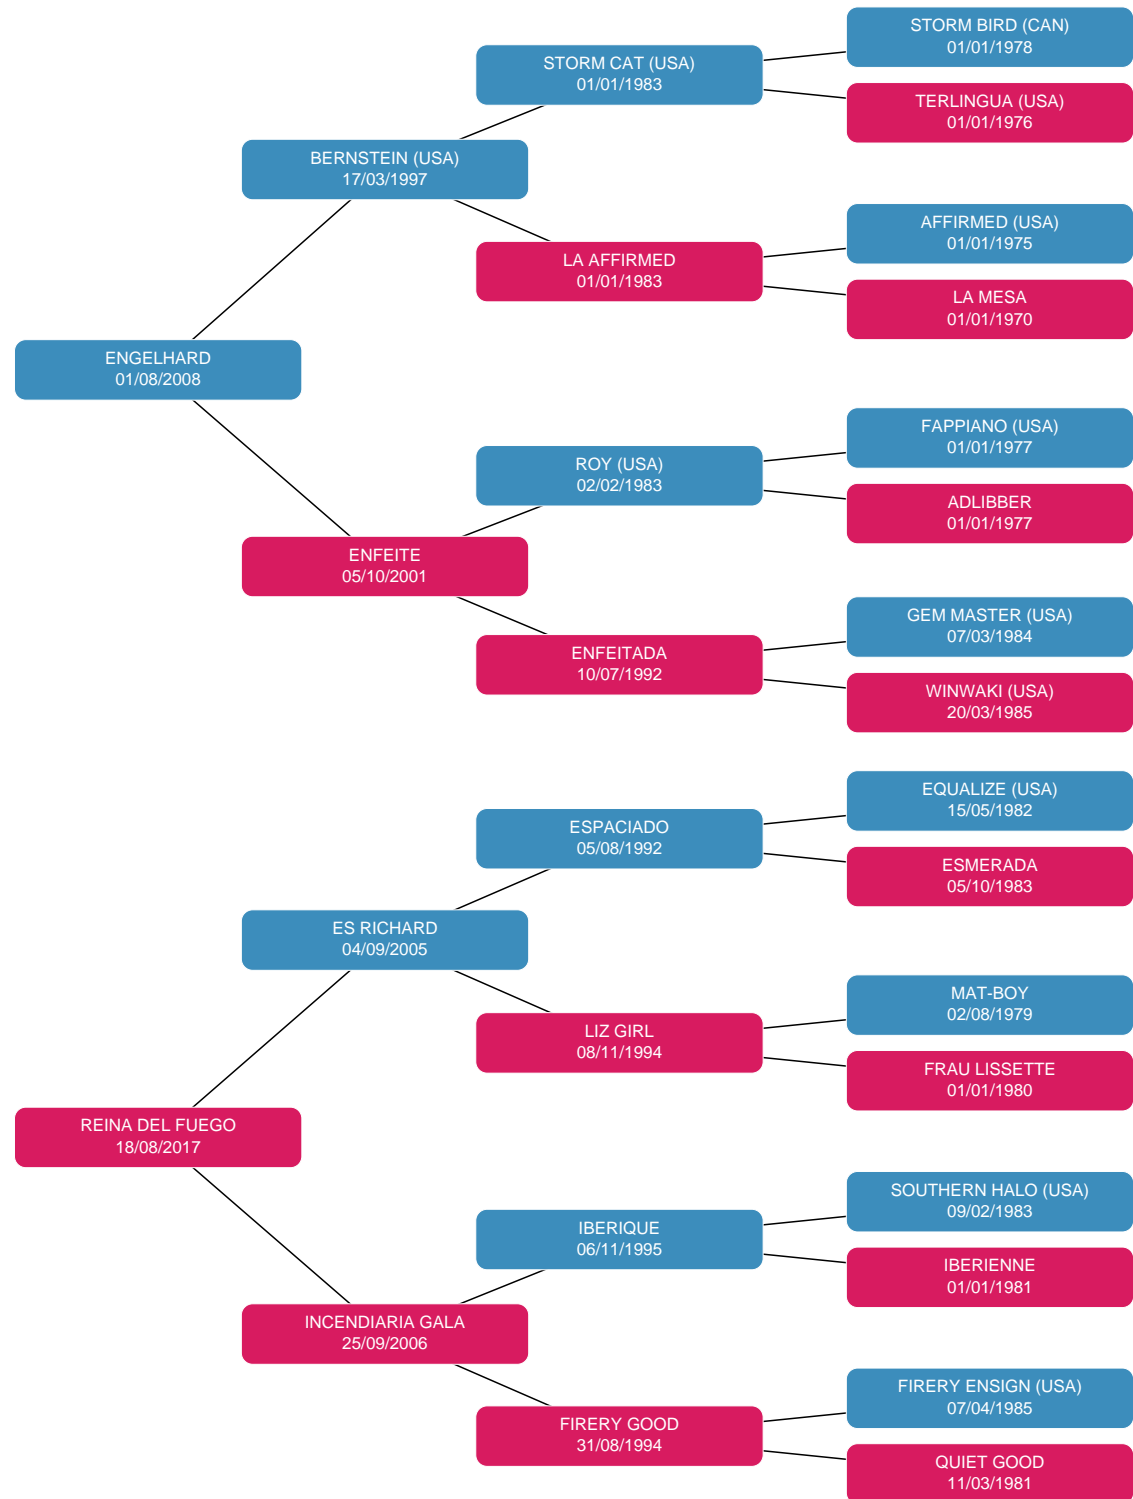 STORM BIRD (CAN)
01/01/1978
STORM CAT (USA)
01/01/1983
TERLINGUA (USA)
01/01/1976
BERNSTEIN (USA)
17/03/1997
AFFIRMED (USA)
01/01/1975
LA AFFIRMED
01/01/1983
LA MESA
01/01/1970
ENGELHARD
01/08/2008
FAPPIANO (USA)
01/01/1977
ROY (USA)
02/02/1983
ADLIBBER
01/01/1977
ENFEITE
05/10/2001
GEM MASTER (USA)
07/03/1984
ENFEITADA
10/07/1992
WINWAKI (USA)
20/03/1985
EQUALIZE (USA)
15/05/1982
ESPACIADO
05/08/1992
ESMERADA
05/10/1983
ES RICHARD
04/09/2005
MAT-BOY
02/08/1979
LIZ GIRL
08/11/1994
FRAU LISSETTE
01/01/1980
REINA DEL FUEGO
18/08/2017
SOUTHERN HALO (USA)
09/02/1983
IBERIQUE
06/11/1995
IBERIENNE
01/01/1981
INCENDIARIA GALA
25/09/2006
FIRERY ENSIGN (USA)
07/04/1985
FIRERY GOOD
31/08/1994
QUIET GOOD
11/03/1981